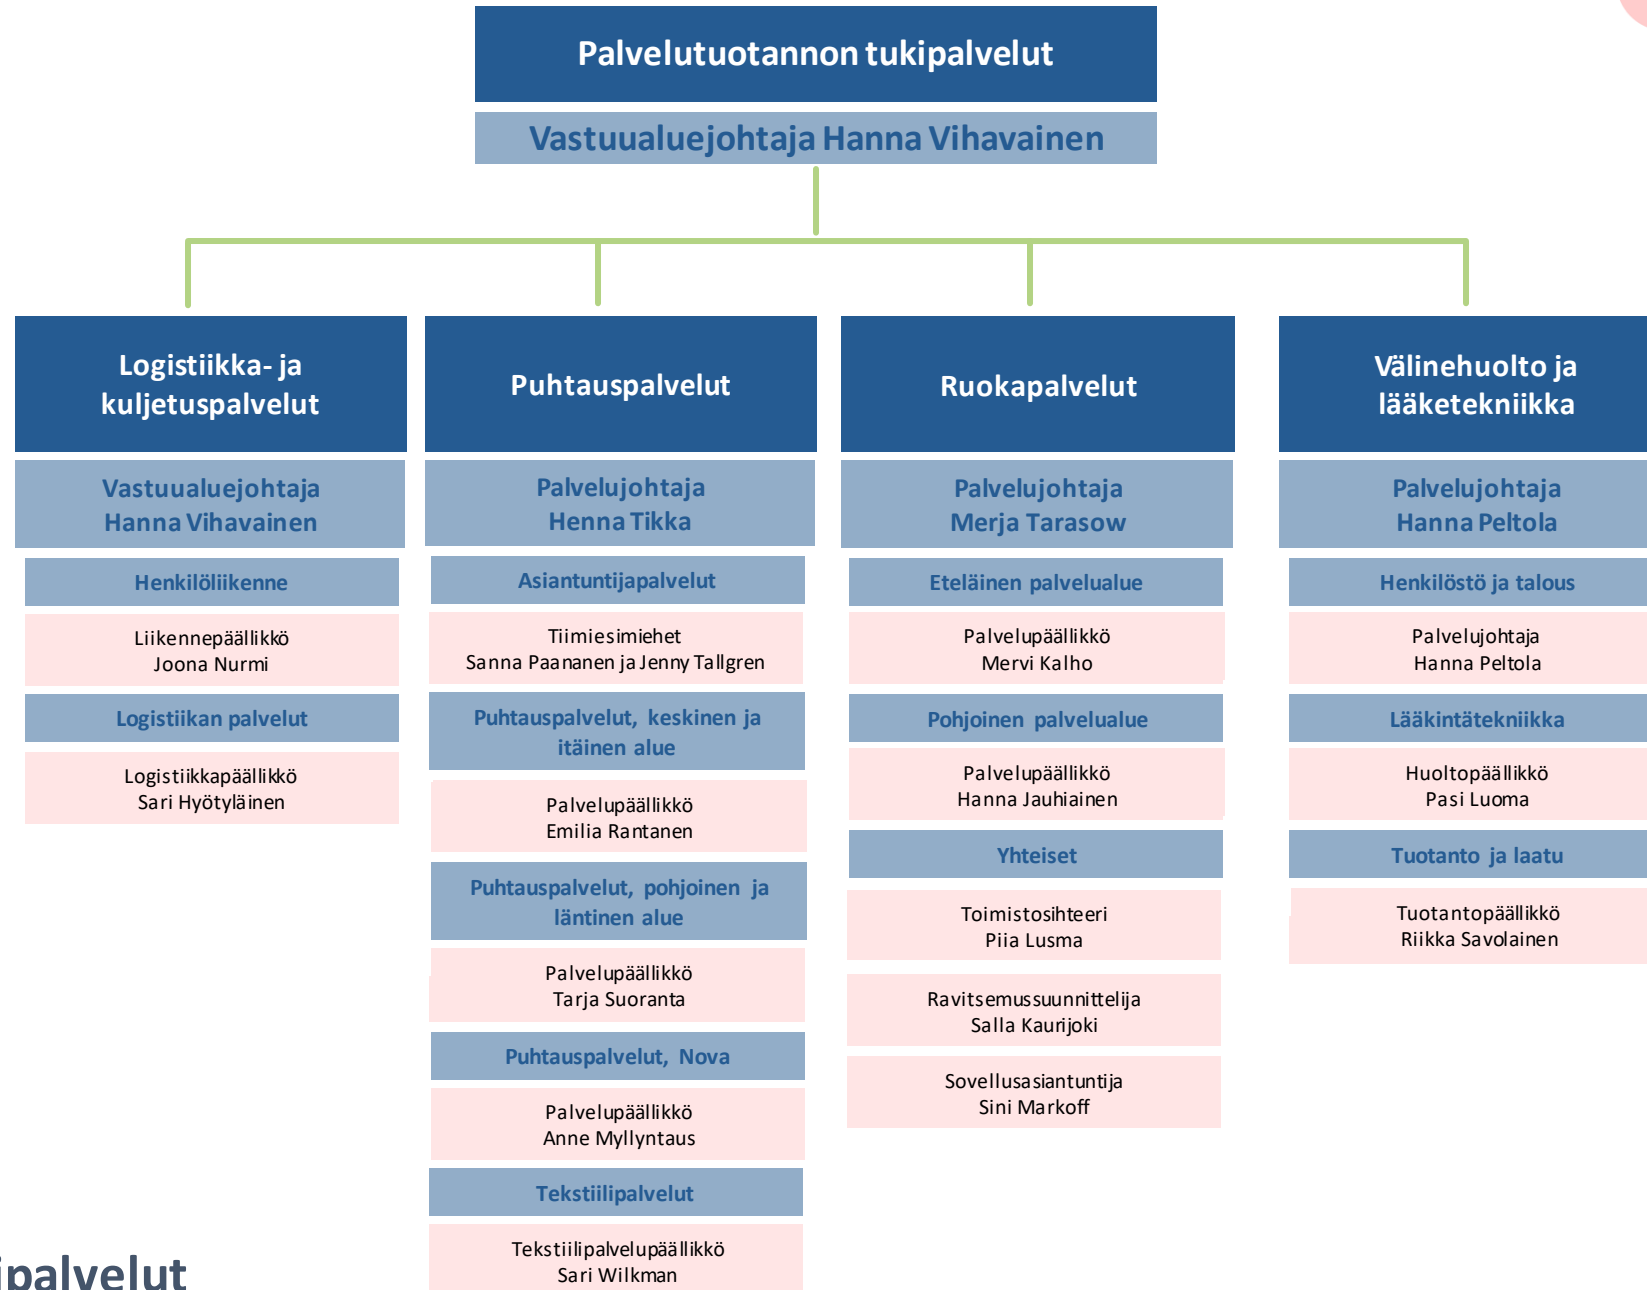 Palvelutuotannon tukipalvelut
Vastuualuejohtaja Hanna Vihavainen
Logistiikka- ja
kuljetuspalvelut
Vastuualuejohtaja
Hanna Vihavainen
Henkilöliikenne
Liikennepäällikkö
Joona Nurmi
Logistiikan palvelut
Logistiikkapäällikkö
Sari Hyötyläinen
Puhtauspalvelut
Palvelujohtaja
Henna Tikka
Asiantuntijapalvelut
Tiimiesimiehet
Sanna Paananen ja Jenny Tallgren
Puhtauspalvelut, keskinen ja
itäinen alue
Palvelupäällikkö
Emilia Rantanen
Puhtauspalvelut, pohjoinen ja
läntinen alue
Palvelupäällikkö
Tarja Suoranta
Puhtauspalvelut, Nova
Palvelupäällikkö
Anne Myllyntaus
Tekstiilipalvelut
Tekstiilipalvelupäällikkö
Sari Wilkman
Ruokapalvelut
Palvelujohtaja
Merja Tarasow
Eteläinen palvelualue
Palvelupäällikkö
Mervi Kalho
Pohjoinen palvelualue
Palvelupäällikkö
Hanna Jauhiainen
Yhteiset
Toimistosihteeri
Piia Lusma
Ravitsemussuunnittelija
Salla Kaurijoki
Sovellusasiantuntija
Sini Markoff
Välinehuolto ja
lääketekniikka
Palvelujohtaja
Hanna Peltola
Henkilöstö ja talous
Palvelujohtaja
Hanna Peltola
Lääkintätekniikka
Huoltopäällikkö
Pasi Luoma
Tuotanto ja laatu
Tuotantopäällikkö
Riikka Savolainen
ipalvelut